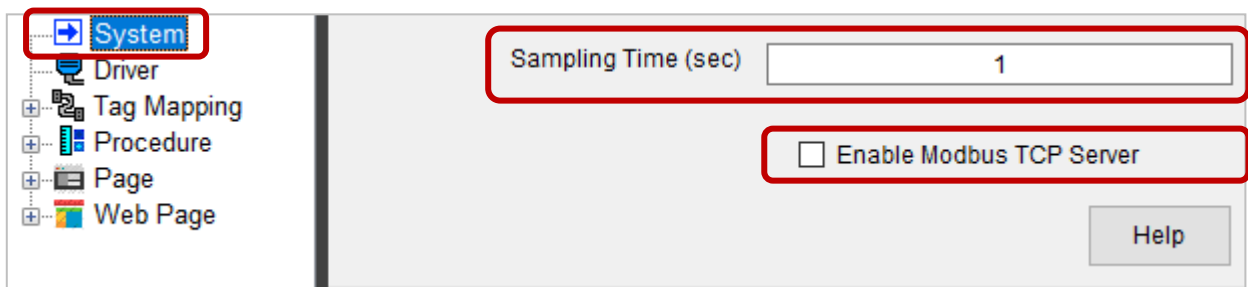 System
Driver
Tag Mapping
Procedure
Page
Web Page
Sampling Time (sec)
1
Enable Modbus TCP Server
Help